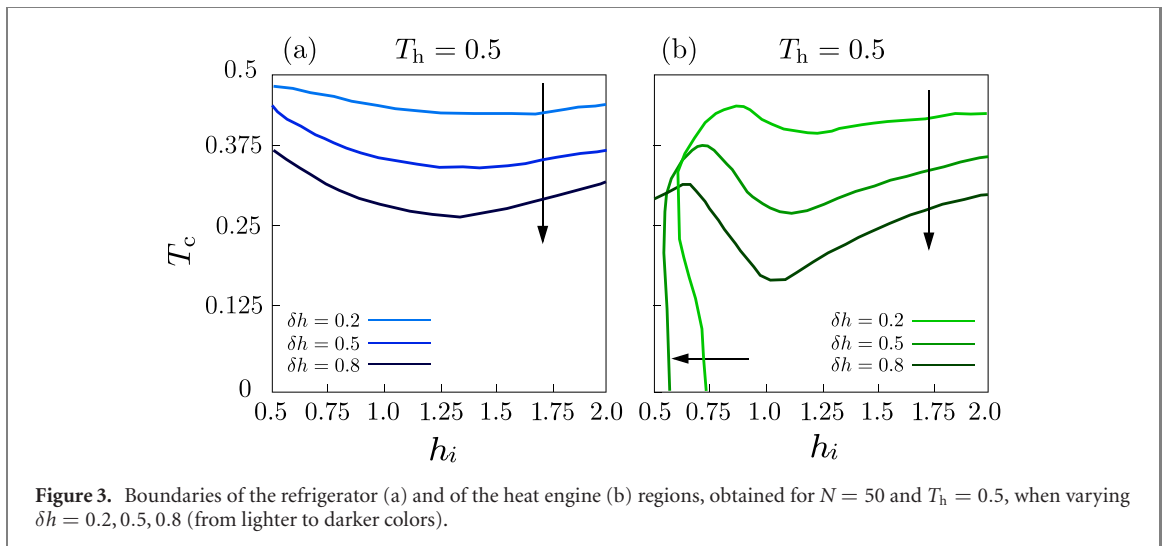 (a) T_h = 0.5
(b) T_h = 0.5
0.5
0.375
0.25
0.125
0
T_c
δh = 0.2
δh = 0.5
δh = 0.8
δh = 0.2
δh = 0.5
δh = 0.8
0.5 0.75 1.0 1.25 1.5 1.75 2.0
0.5 0.75 1.0 1.25 1.5 1.75 2.0
h_i
h_i
Figure 3. Boundaries of the refrigerator (a) and of the heat engine (b) regions, obtained for N = 50 and T_h = 0.5, when varying
δh = 0.2, 0.5, 0.8 (from lighter to darker colors).